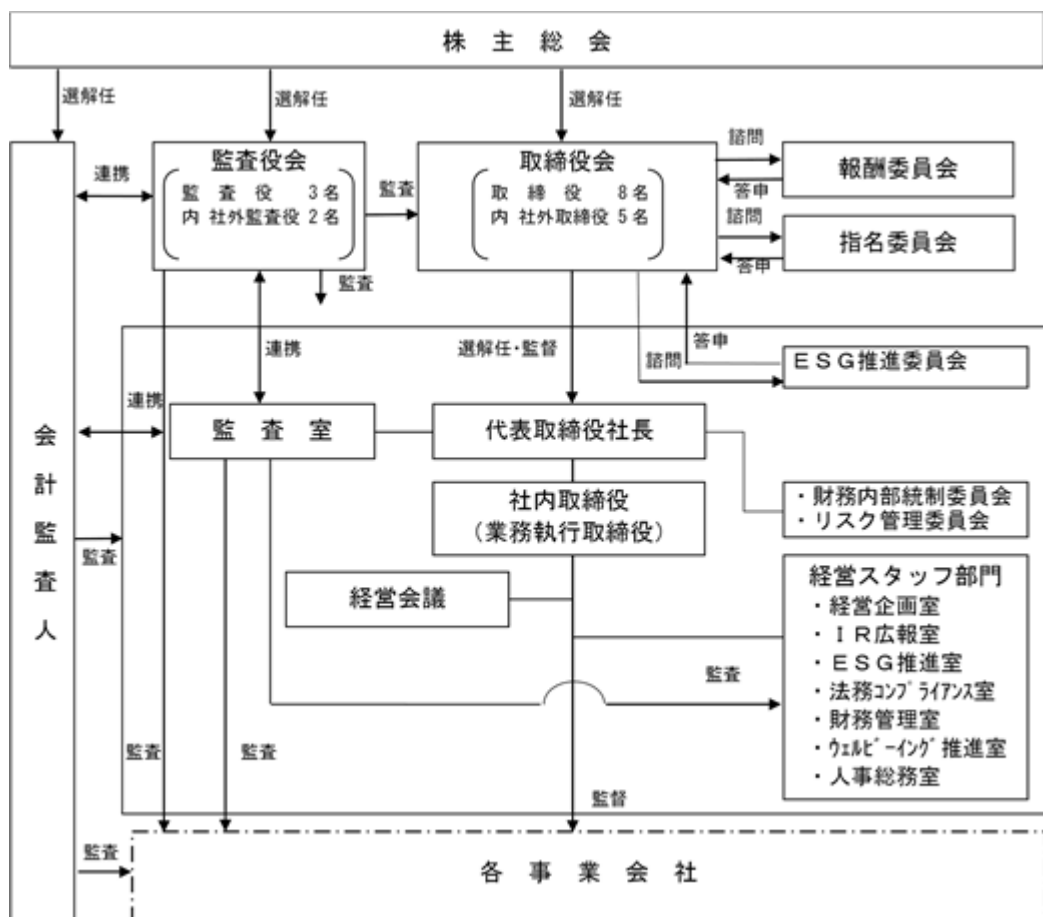 株主総会
選解任
選解任
選解任
監査役会
監査役 3名
内 社外監査役 2名
取締役会
取締役 8名
内 社外取締役 5名
連携
監査
諮問
答申
報酬委員会
諮問
答申
指名委員会
監査
連携
選解任・監督
答申
諮問
ESG推進委員会
連携
監査室
代表取締役社長
会計監査人
社内取締役
(業務執行取締役)
・財務内部統制委員会
・リスク管理委員会
監査
経営会議
経営スタッフ部門
・経営企画室
・IR広報室
・ESG推進室
・法務コンプライアンス室
・財務管理室
・ウェルビーイング推進室
・人事総務室
監査
監査
監査
監督
監査
各事業会社